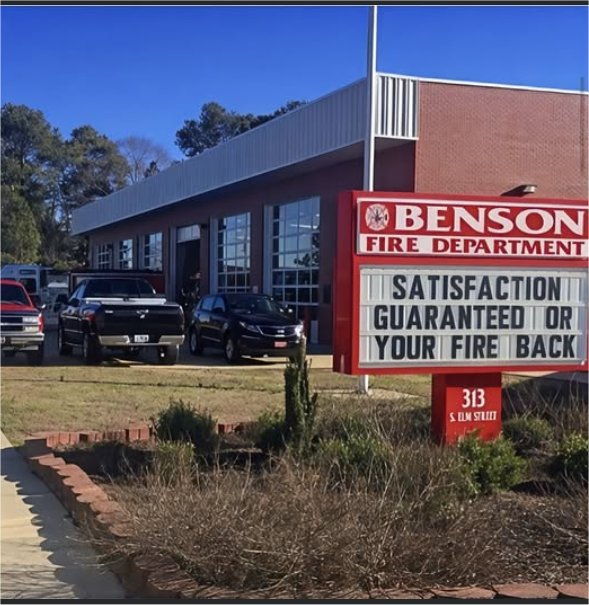 BENSON
FIRE DEPARTMENT
SATISFACTION
GUARANTEED OR
YOUR FIRE BACK
313
S. ELM STREET